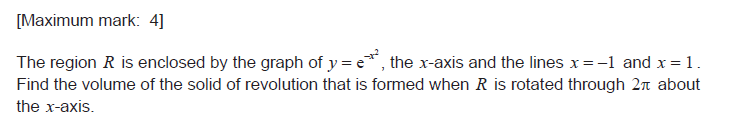 [Maximum mark: 4]
The region R is enclosed by the graph of y = e^{-x^2}, the x-axis and the lines x = −1 and x = 1.
Find the volume of the solid of revolution that is formed when R is rotated through 2π about
the x-axis.